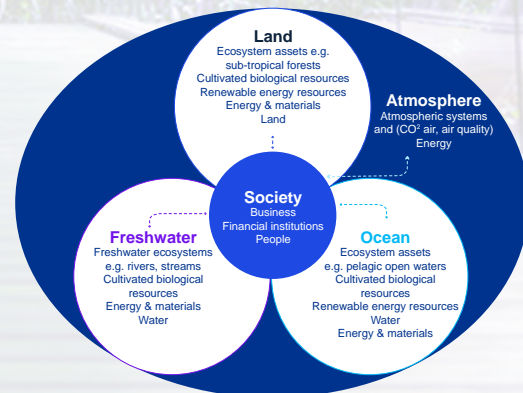 Land
Ecosystem assets e.g.
sub-tropical forests
Cultivated biological resources
Renewable energy resources
Energy & materials
Land
Atmosphere
Atmospheric systems
and (CO² air, air quality)
Energy
Society
Business
Financial institutions
People
Freshwater
Freshwater ecosystems
e.g. rivers, streams
Cultivated biological
resources
Energy & materials
Water
Ocean
Ecosystem assets
e.g. pelagic open waters
Cultivated biological
resources
Renewable energy resources
Water
Energy & materials